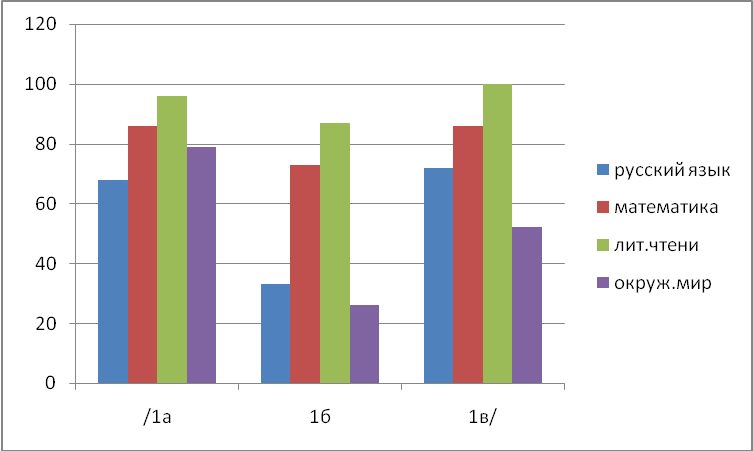 120
100
80
60
40
20
0
/1а 1б 1в/
русский язык
математика
лит.чтени
окруж.мир